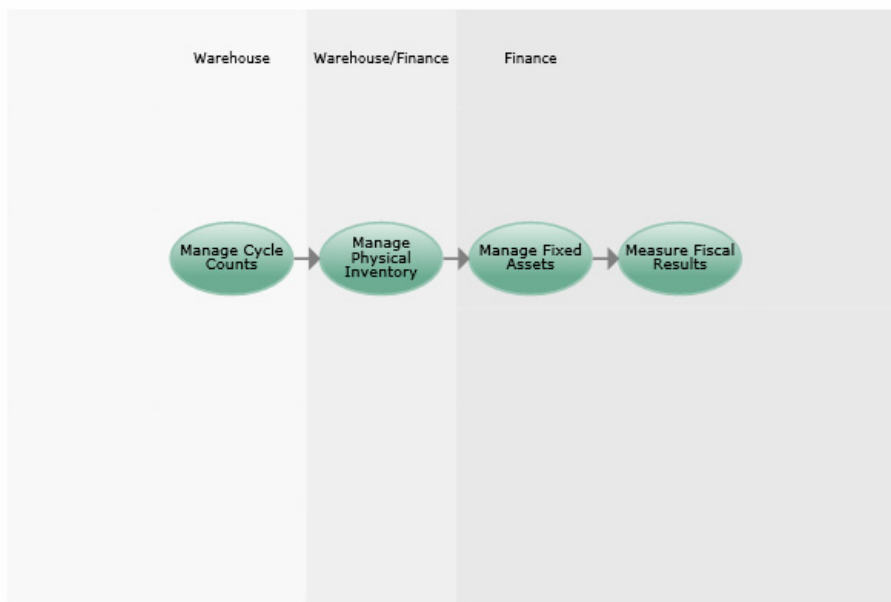 Warehouse
Warehouse/Finance
Finance
Manage Cycle
Counts
Manage
Physical
Inventory
Manage Fixed
Assets
Measure Fiscal
Results